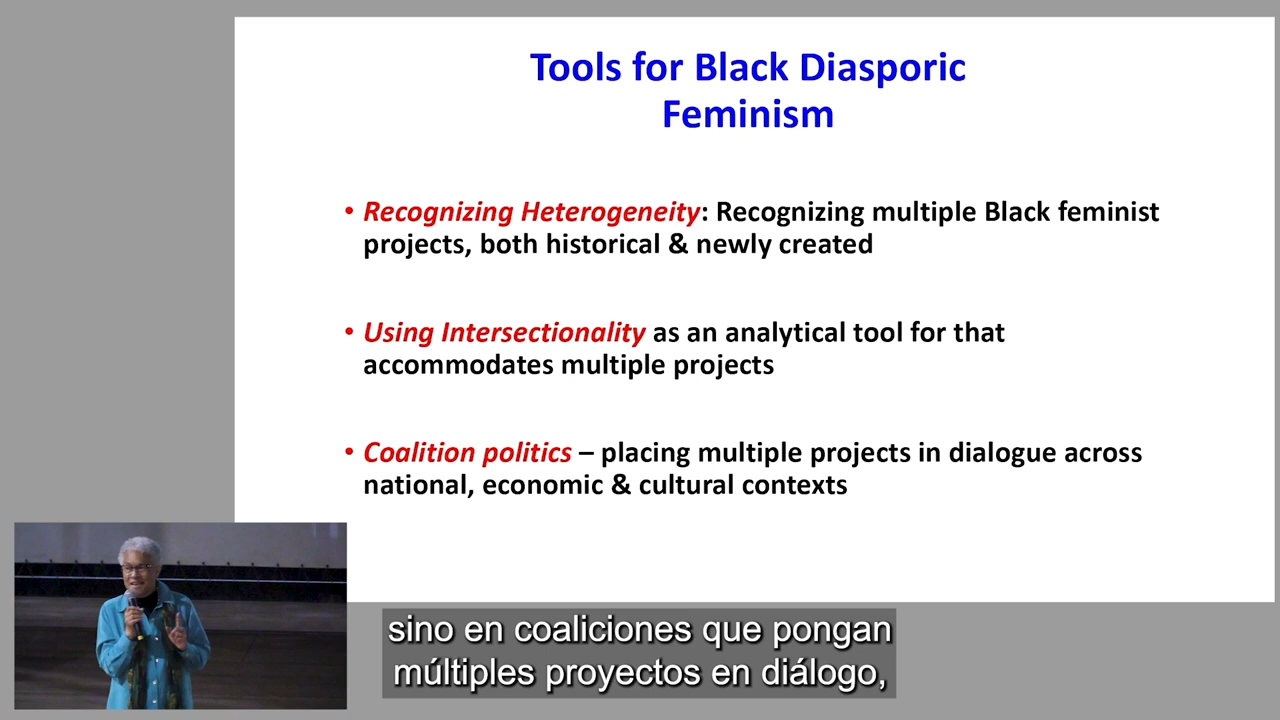 Tools for Black Diasporic
Feminism
• Recognizing Heterogeneity: Recognizing multiple Black feminist
projects, both historical & newly created
• Using Intersectionality as an analytical tool for that
accommodates multiple projects
• Coalition politics – placing multiple projects in dialogue across
national, economic & cultural contexts
sino en coaliciones que pongan
múltiples proyectos en diálogo,